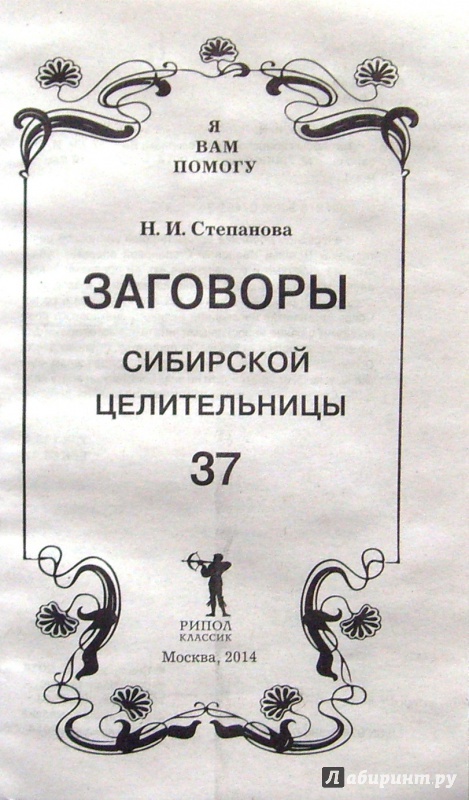 Я
ВАМ
ПОМОГУ
Н. И. Степанова
ЗАГОВОРЫ
СИБИРСКОЙ
ЦЕЛИТЕЛЬНИЦЫ
37
РИПОЛ
КЛАССИК
Москва, 2014
Лабиринт.ру